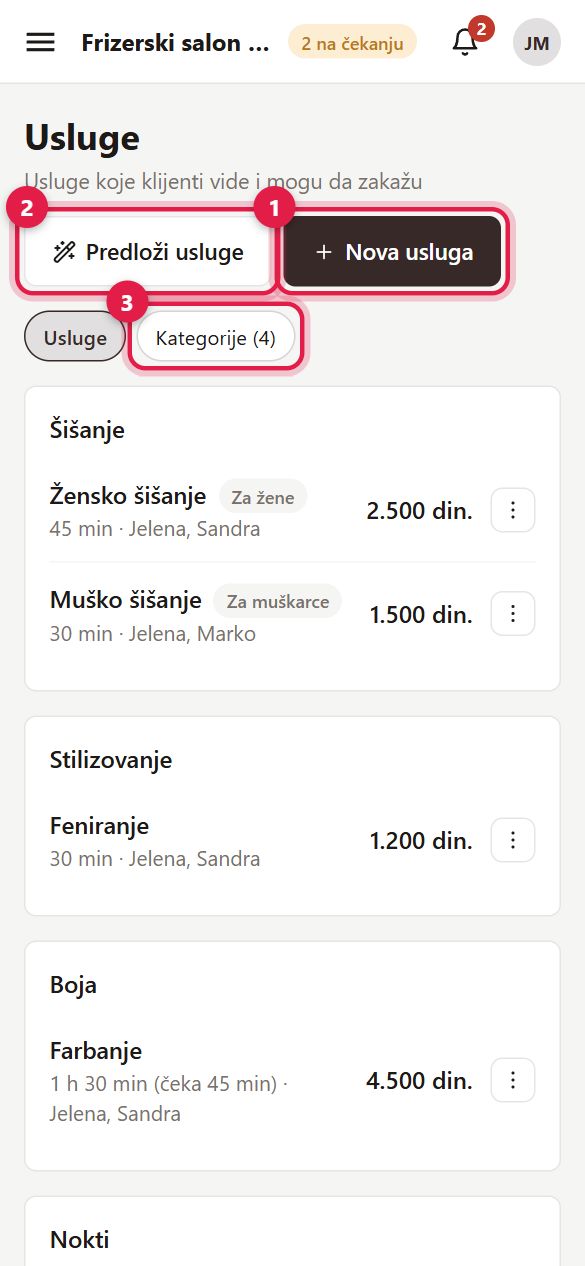 Frizerski salon ...
2 na čekanju
2
JM
Usluge
Usluge koje klijenti vide i mogu da zakažu
2
1
Predloži usluge
+ Nova usluga
3
Usluge
Kategorije (4)
Šišanje
Žensko šišanje Za žene
45 min · Jelena, Sandra
2.500 din.
Muško šišanje Za muškarce
30 min · Jelena, Marko
1.500 din.
Stilizovanje
Feniranje
30 min · Jelena, Sandra
1.200 din.
Boja
Farbanje
1 h 30 min (čeka 45 min) ·
Jelena, Sandra
4.500 din.
Nokti